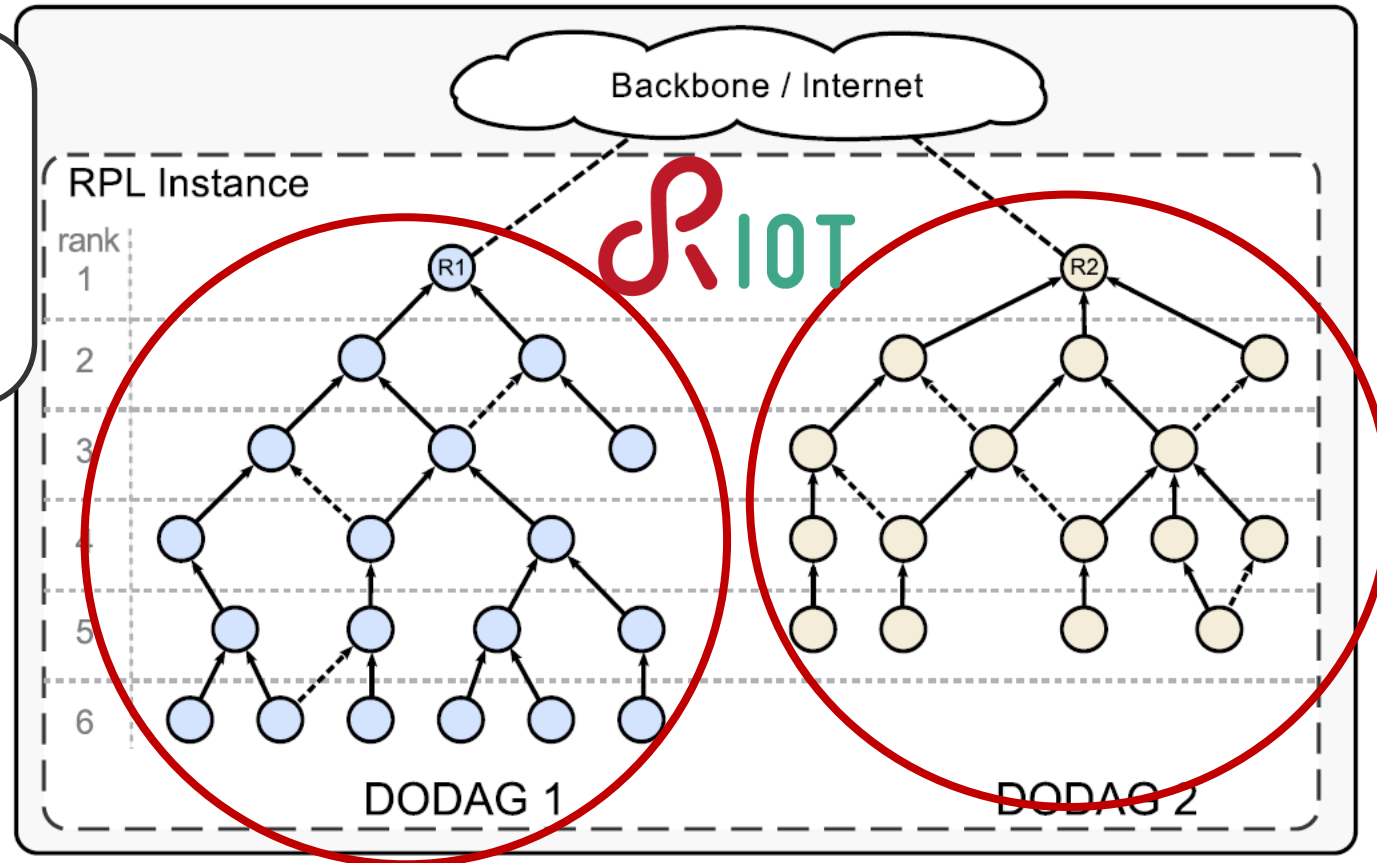 Backbone / Internet
RPL Instance
RIOT
rank
1
R1
R2
2
3
4
5
6
DODAG 1
DODAG 2